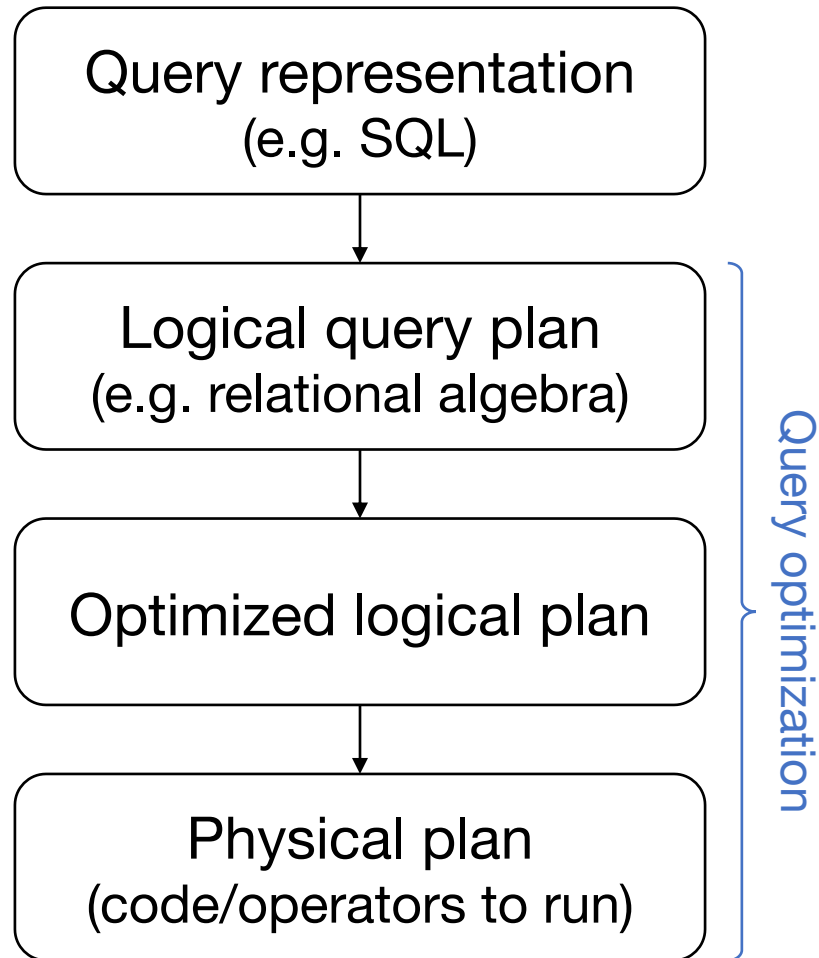 Query representation
(e.g. SQL)
Logical query plan
(e.g. relational algebra)
Optimized logical plan
Physical plan
(code/operators to run)
Query optimization